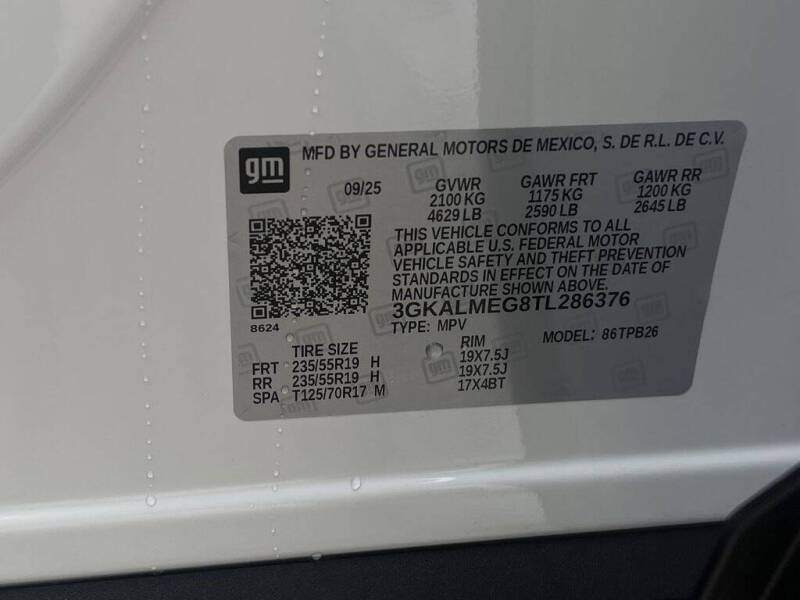 gm MFD BY GENERAL MOTORS DE MEXICO, S. DE R.L. DE C.V.
09/25 GVWR GAWR FRT GAWR RR
2100 KG 1175 KG 1200 KG
4629 LB 2590 LB 2645 LB
THIS VEHICLE CONFORMS TO ALL
APPLICABLE U.S. FEDERAL MOTOR
VEHICLE SAFETY AND THEFT PREVENTION
STANDARDS IN EFFECT ON THE DATE OF
MANUFACTURE SHOWN ABOVE.
3GKALMEG8TL286376
8624 TYPE: MPV MODEL: 86TPB26
TIRE SIZE RIM
FRT 235/55R19 H 19X7.5J
RR 235/55R19 H 19X7.5J
SPA T125/70R17 M 17X4BT